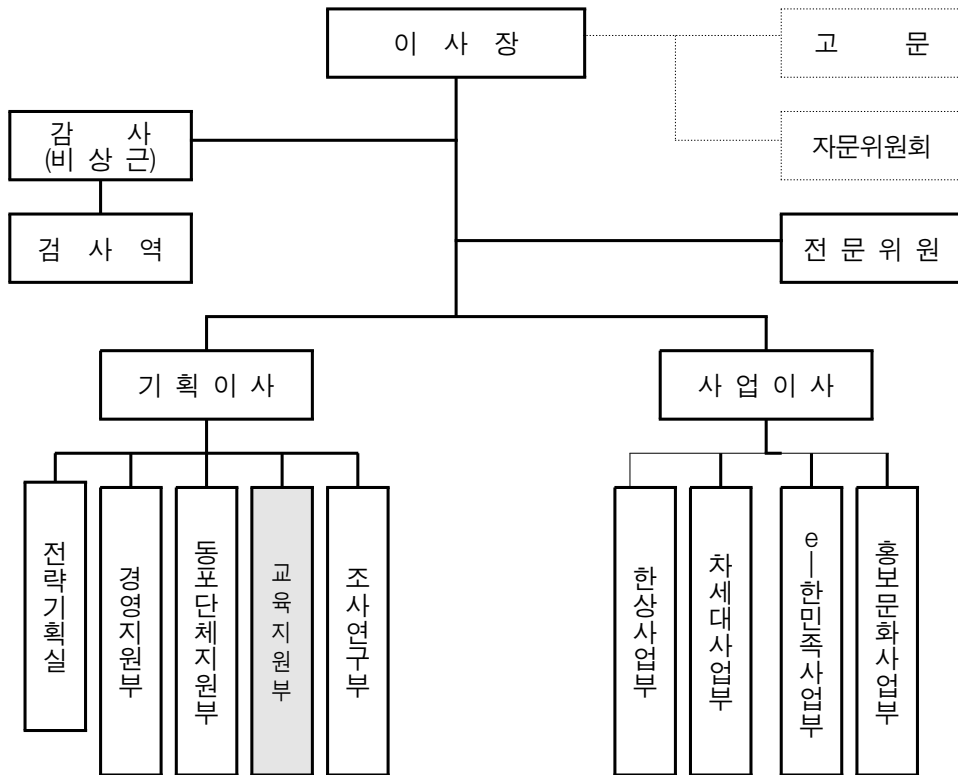 이 사 장
고 문
감 사
(비 상 근)
자문위원회
검 사 역
전 문 위 원
기 획 이 사
사 업 이 사
전략기획실
경영지원부
동포단체지원부
교육지원부
조사연구부
한상사업부
차세대사업부
e-한민족사업부
홍보문화사업부